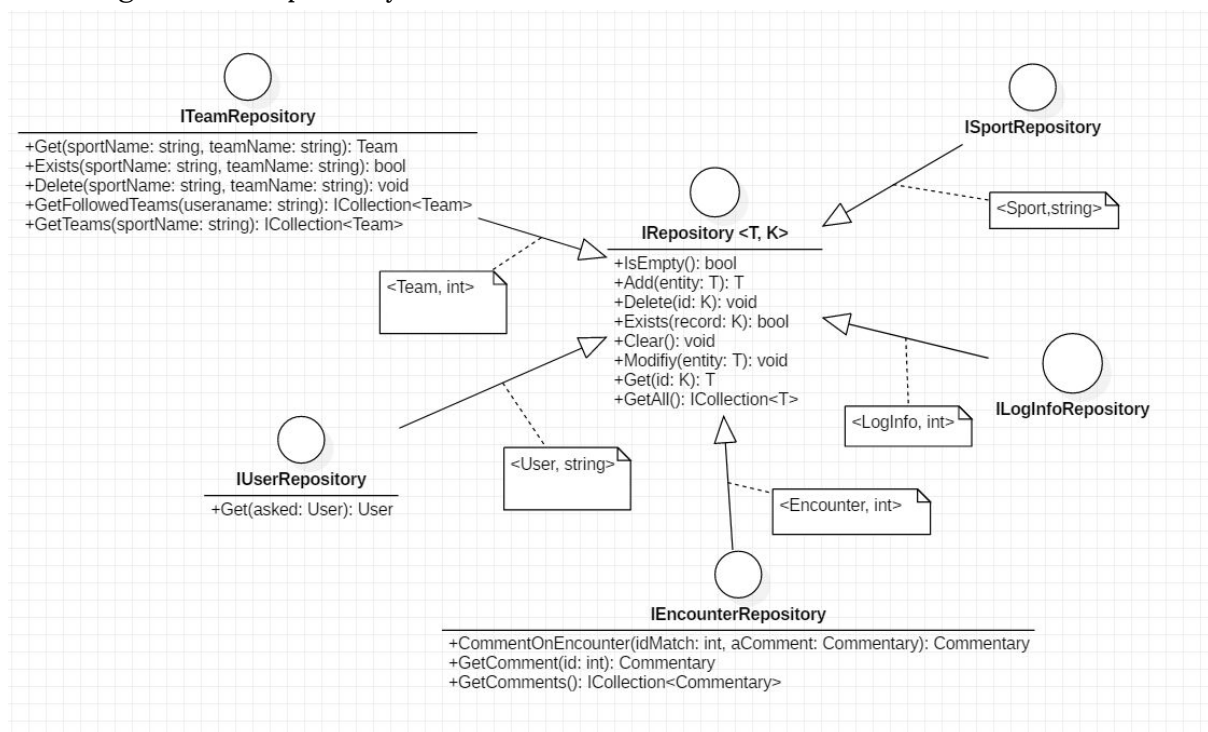 ITeamRepository
+Get(sportName: string, teamName: string): Team
+Exists(sportName: string, teamName: string): bool
+Delete(sportName: string, teamName: string): void
+GetFollowedTeams(useraname: string): ICollection<Team>
+GetTeams(sportName: string): ICollection<Team>
<Team, int>
ISportRepository
<Sport,string>
IRepository <T, K>
+IsEmpty(): bool
+Add(entity: T): T
+Delete(id: K): void
+Exists(record: K): bool
+Clear(): void
+Modifiy(entity: T): void
+Get(id: K): T
+GetAll(): ICollection<T>
ILogInfoRepository
<LogInfo, int>
IUserRepository
+Get(asked: User): User
<User, string>
<Encounter, int>
IEncounterRepository
+CommentOnEncounter(idMatch: int, aComment: Commentary): Commentary
+GetComment(id: int): Commentary
+GetComments(): ICollection<Commentary>